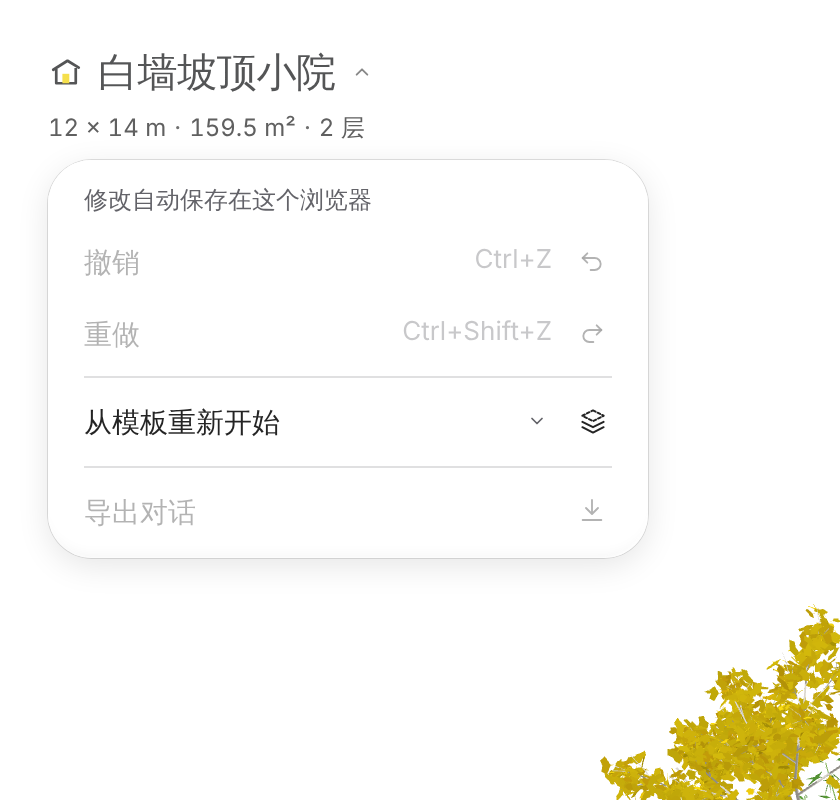 白墙坡顶小院
12 × 14 m · 159.5 m² · 2 层
修改自动保存在这个浏览器
撤销 Ctrl+Z
重做 Ctrl+Shift+Z
从模板重新开始
导出对话